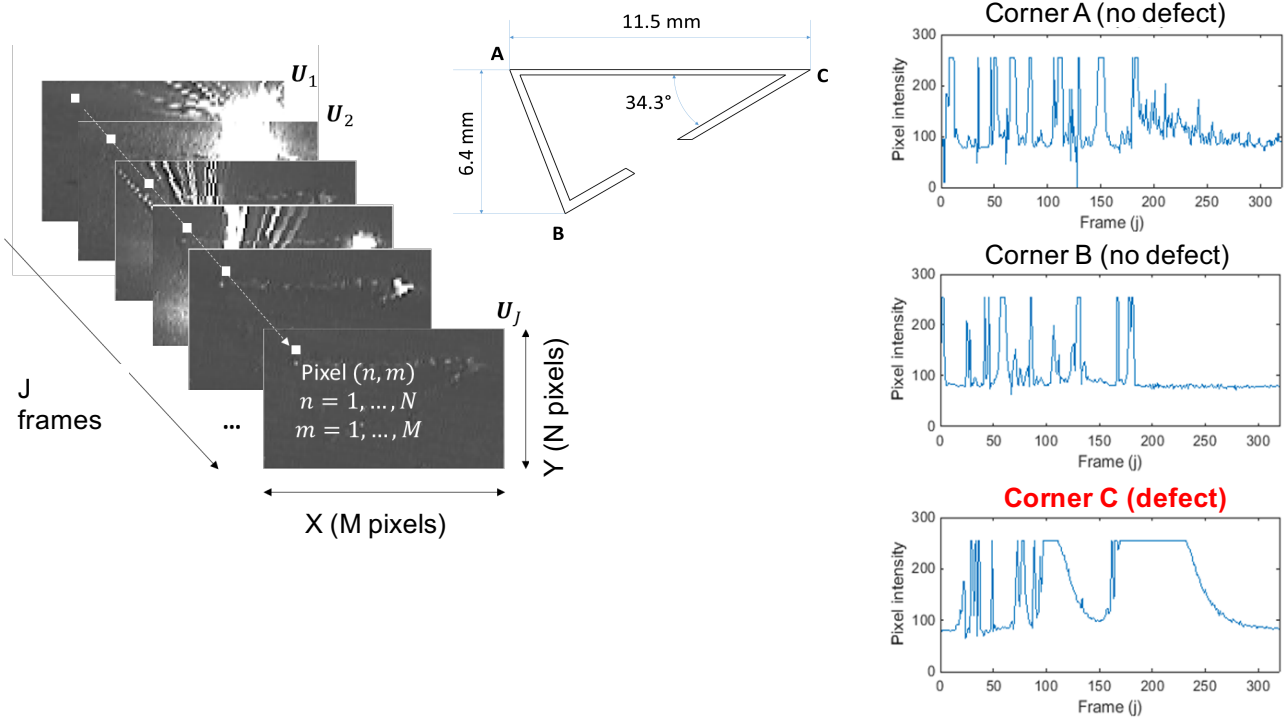 U₁
U₂
U_J
Pixel (n, m)
n = 1, …, N
m = 1, …, M
J
frames
...
X (M pixels)
Y (N pixels)
11.5 mm
A
C
34.3°
6.4 mm
B
Corner A (no defect)
Pixel intensity
300
200
100
0
0 50 100 150 200 250 300
Frame (j)
Corner B (no defect)
Pixel intensity
300
200
100
0
0 50 100 150 200 250 300
Frame (j)
Corner C (defect)
Pixel intensity
300
200
100
0
0 50 100 150 200 250 300
Frame (j)